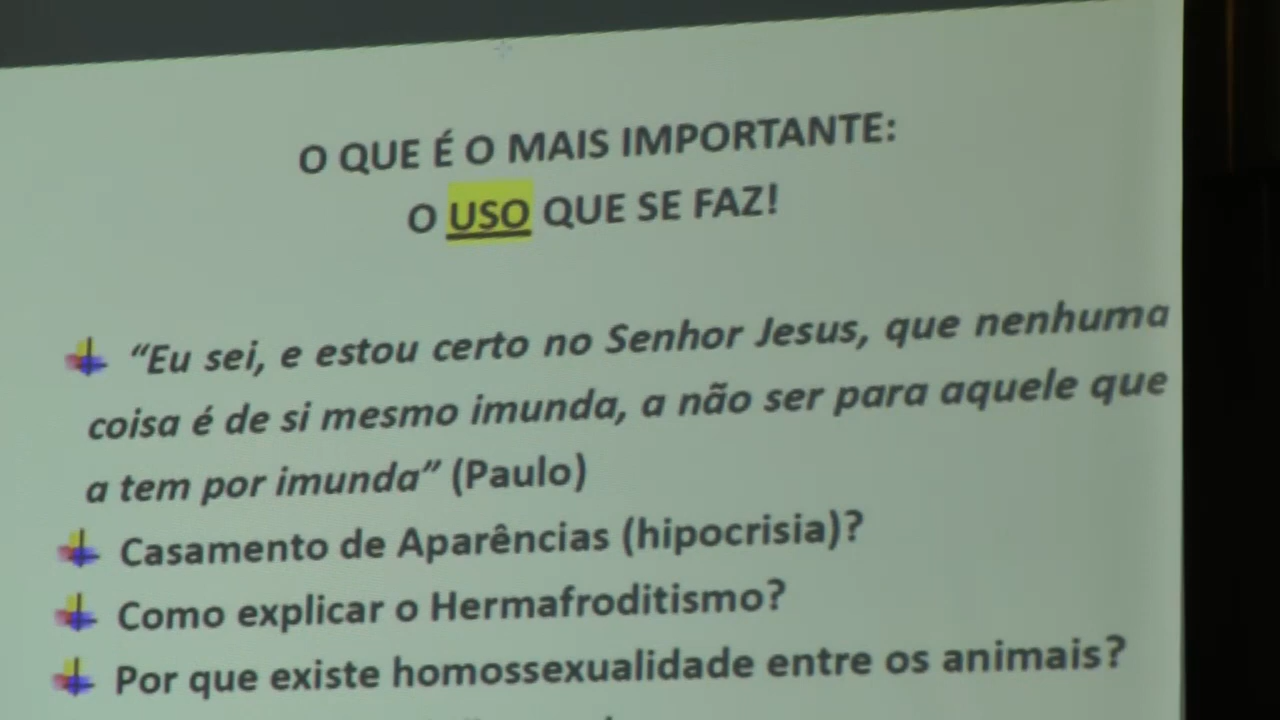 O QUE É O MAIS IMPORTANTE:
O USO QUE SE FAZ!
“Eu sei, e estou certo no Senhor Jesus, que nenhuma
coisa é de si mesmo imunda, a não ser para aquele que
a tem por imunda” (Paulo)
Casamento de Aparências (hipocrisia)?
Como explicar o Hermafroditismo?
Por que existe homossexualidade entre os animais?